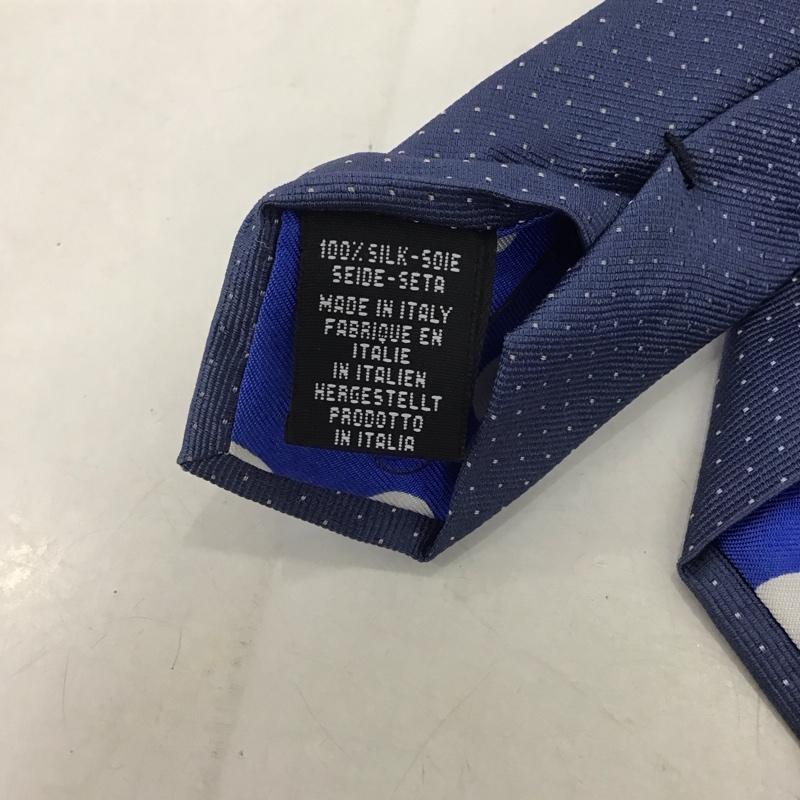 100% SILK-SOIE
SEIDE-SETA
MADE IN ITALY
FABRIQUE EN
ITALIE
IN ITALIEN
HERGESTELLT
PRODOTTO
IN ITALIA